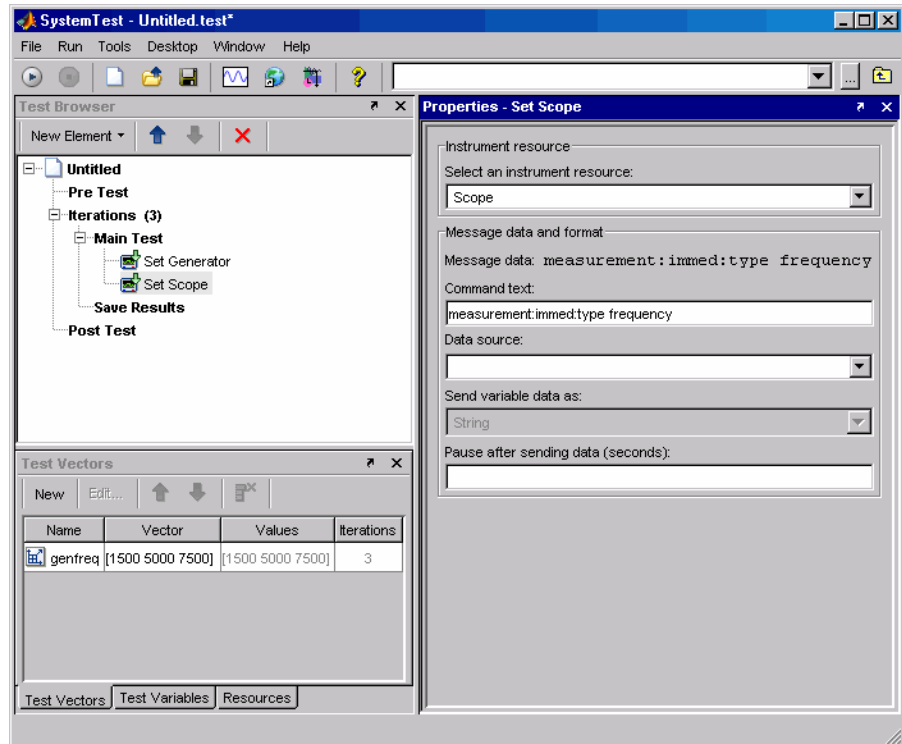 SystemTest - Untitled.test*
File Run Tools Desktop Window Help
Test Browser
New Element
Untitled
Pre Test
Iterations (3)
Main Test
Set Generator
Set Scope
Save Results
Post Test
Test Vectors
New Edit...
Name Vector Values Iterations
genfreq [1500 5000 7500] [1500 5000 7500] 3
Test Vectors Test Variables Resources
Properties - Set Scope
Instrument resource
Select an instrument resource:
Scope
Message data and format
Message data: measurement:immed:type frequency
Command text:
measurement:immed:type frequency
Data source:
Send variable data as:
String
Pause after sending data (seconds):